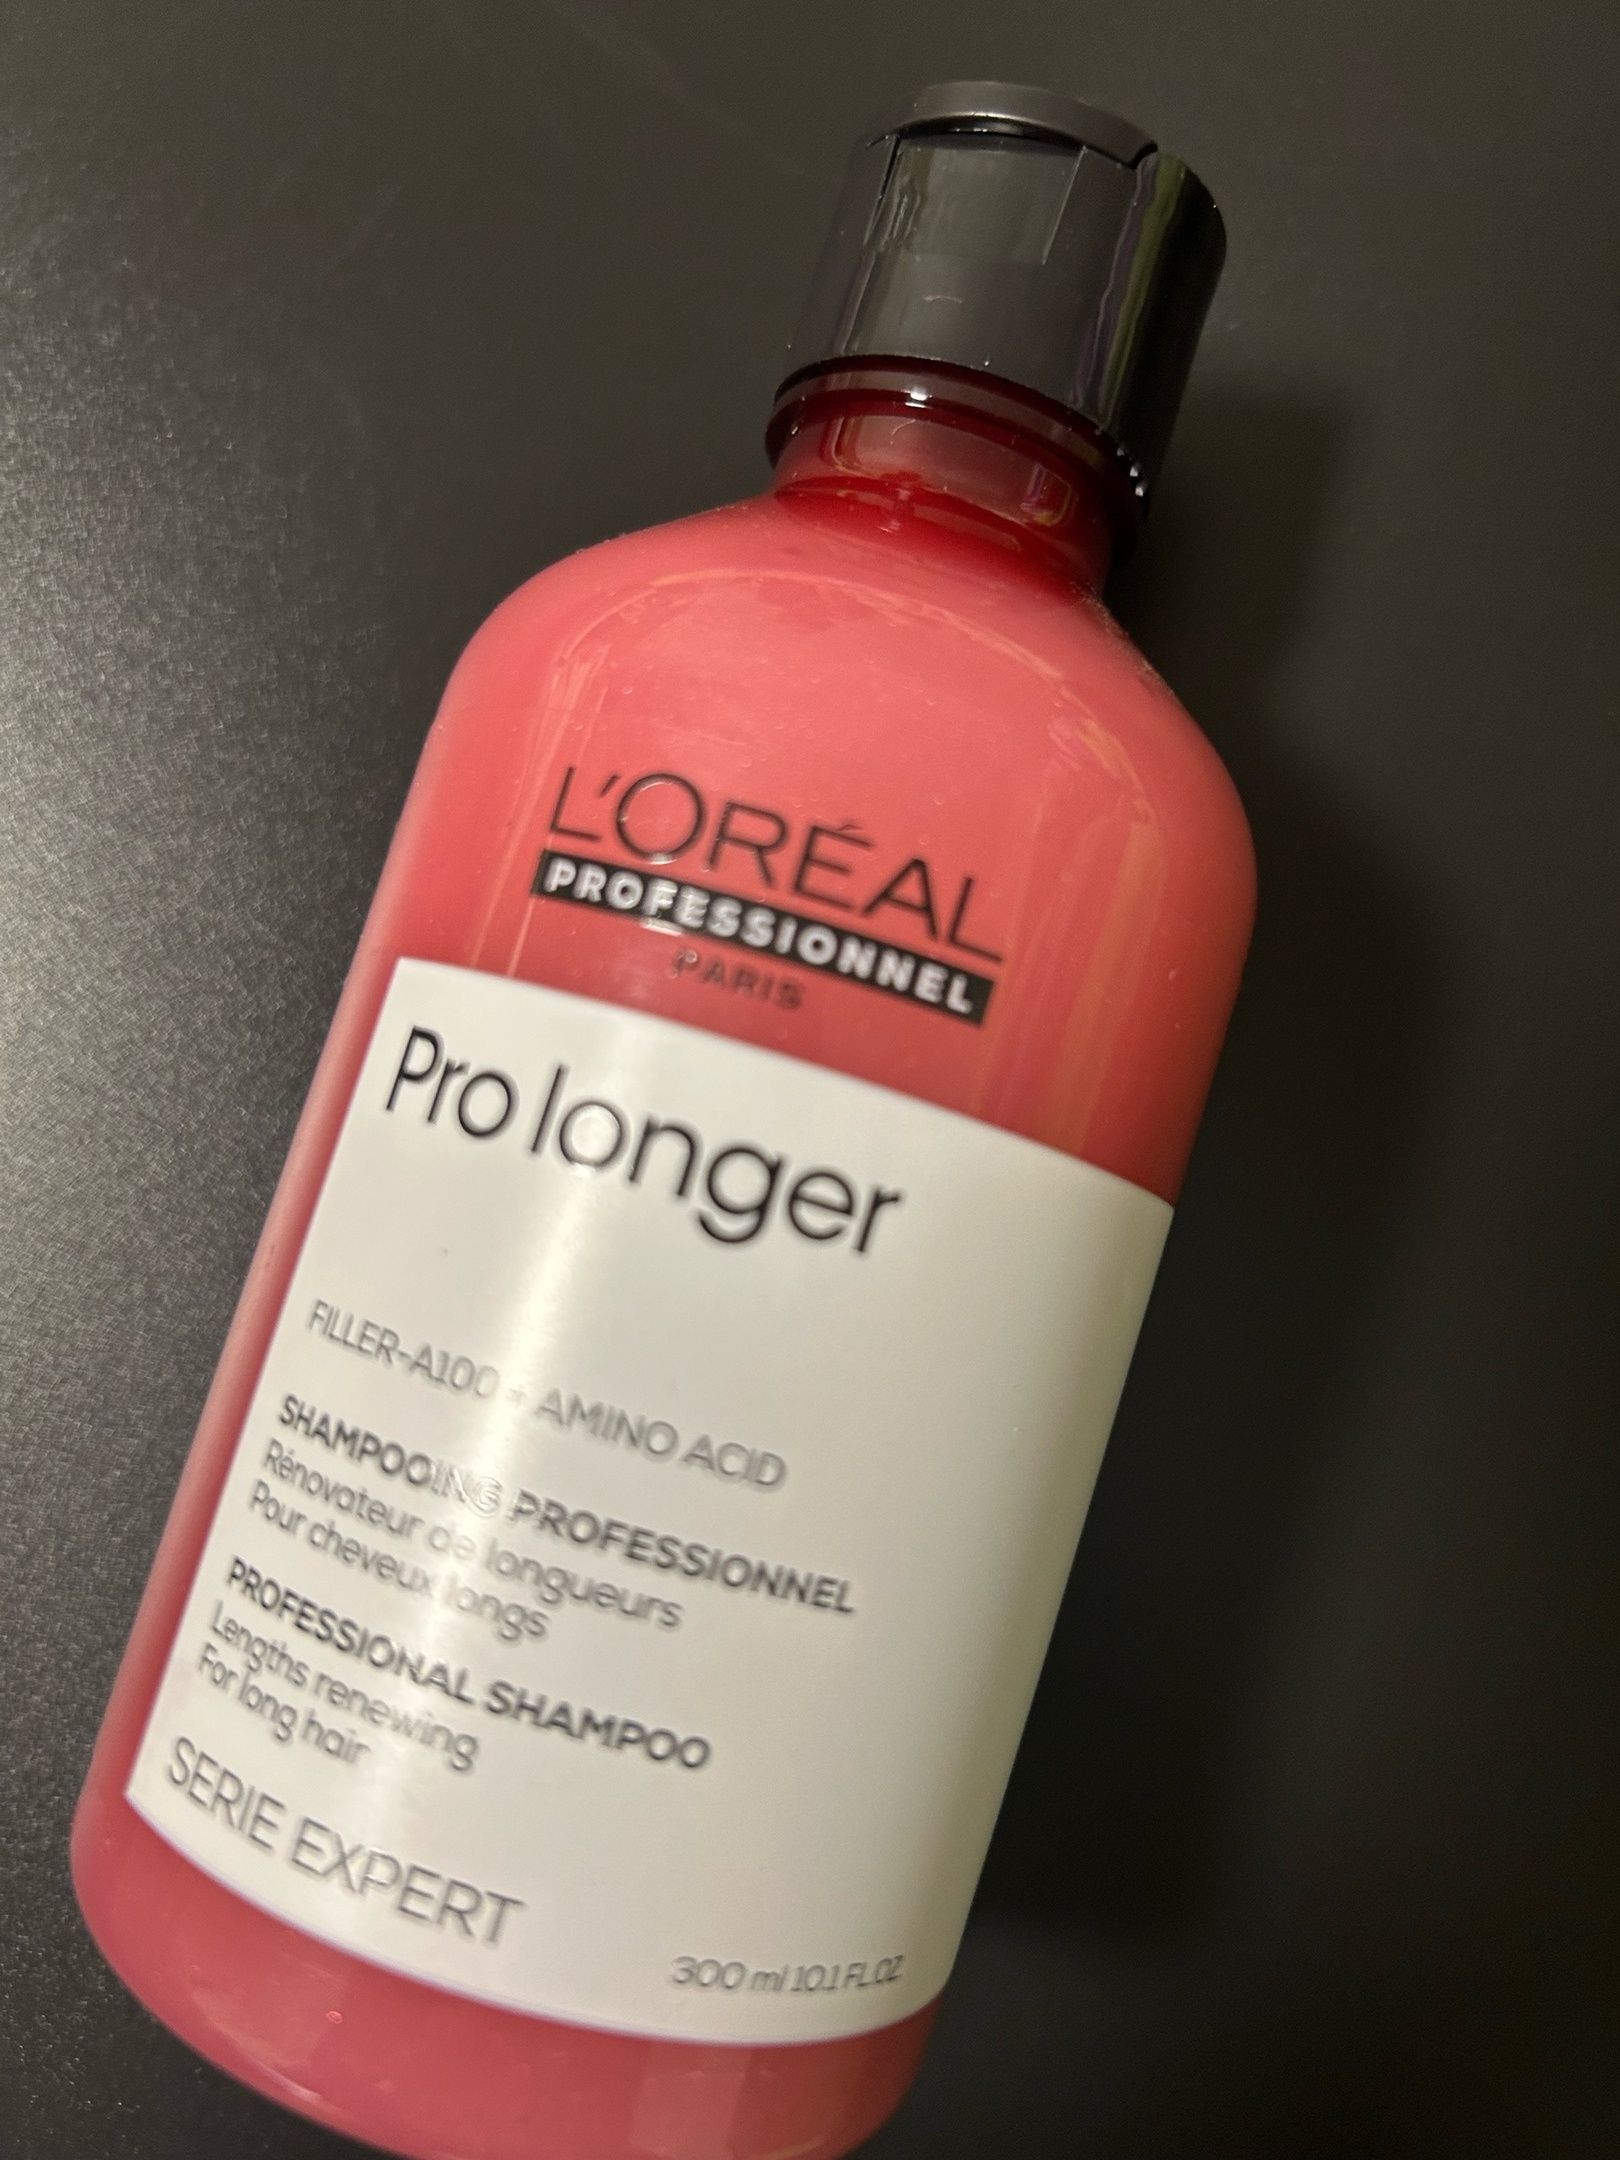 L'ORÉAL
PROFESSIONNEL
PARIS
Pro longer
FILLER-A100 + AMINO ACID
SHAMPOOING PROFESSIONNEL
Rénovateur de longueurs
Pour cheveux longs
PROFESSIONAL SHAMPOO
Lengths renewing
For long hair
SERIE EXPERT
300 ml 10.1 FL.OZ